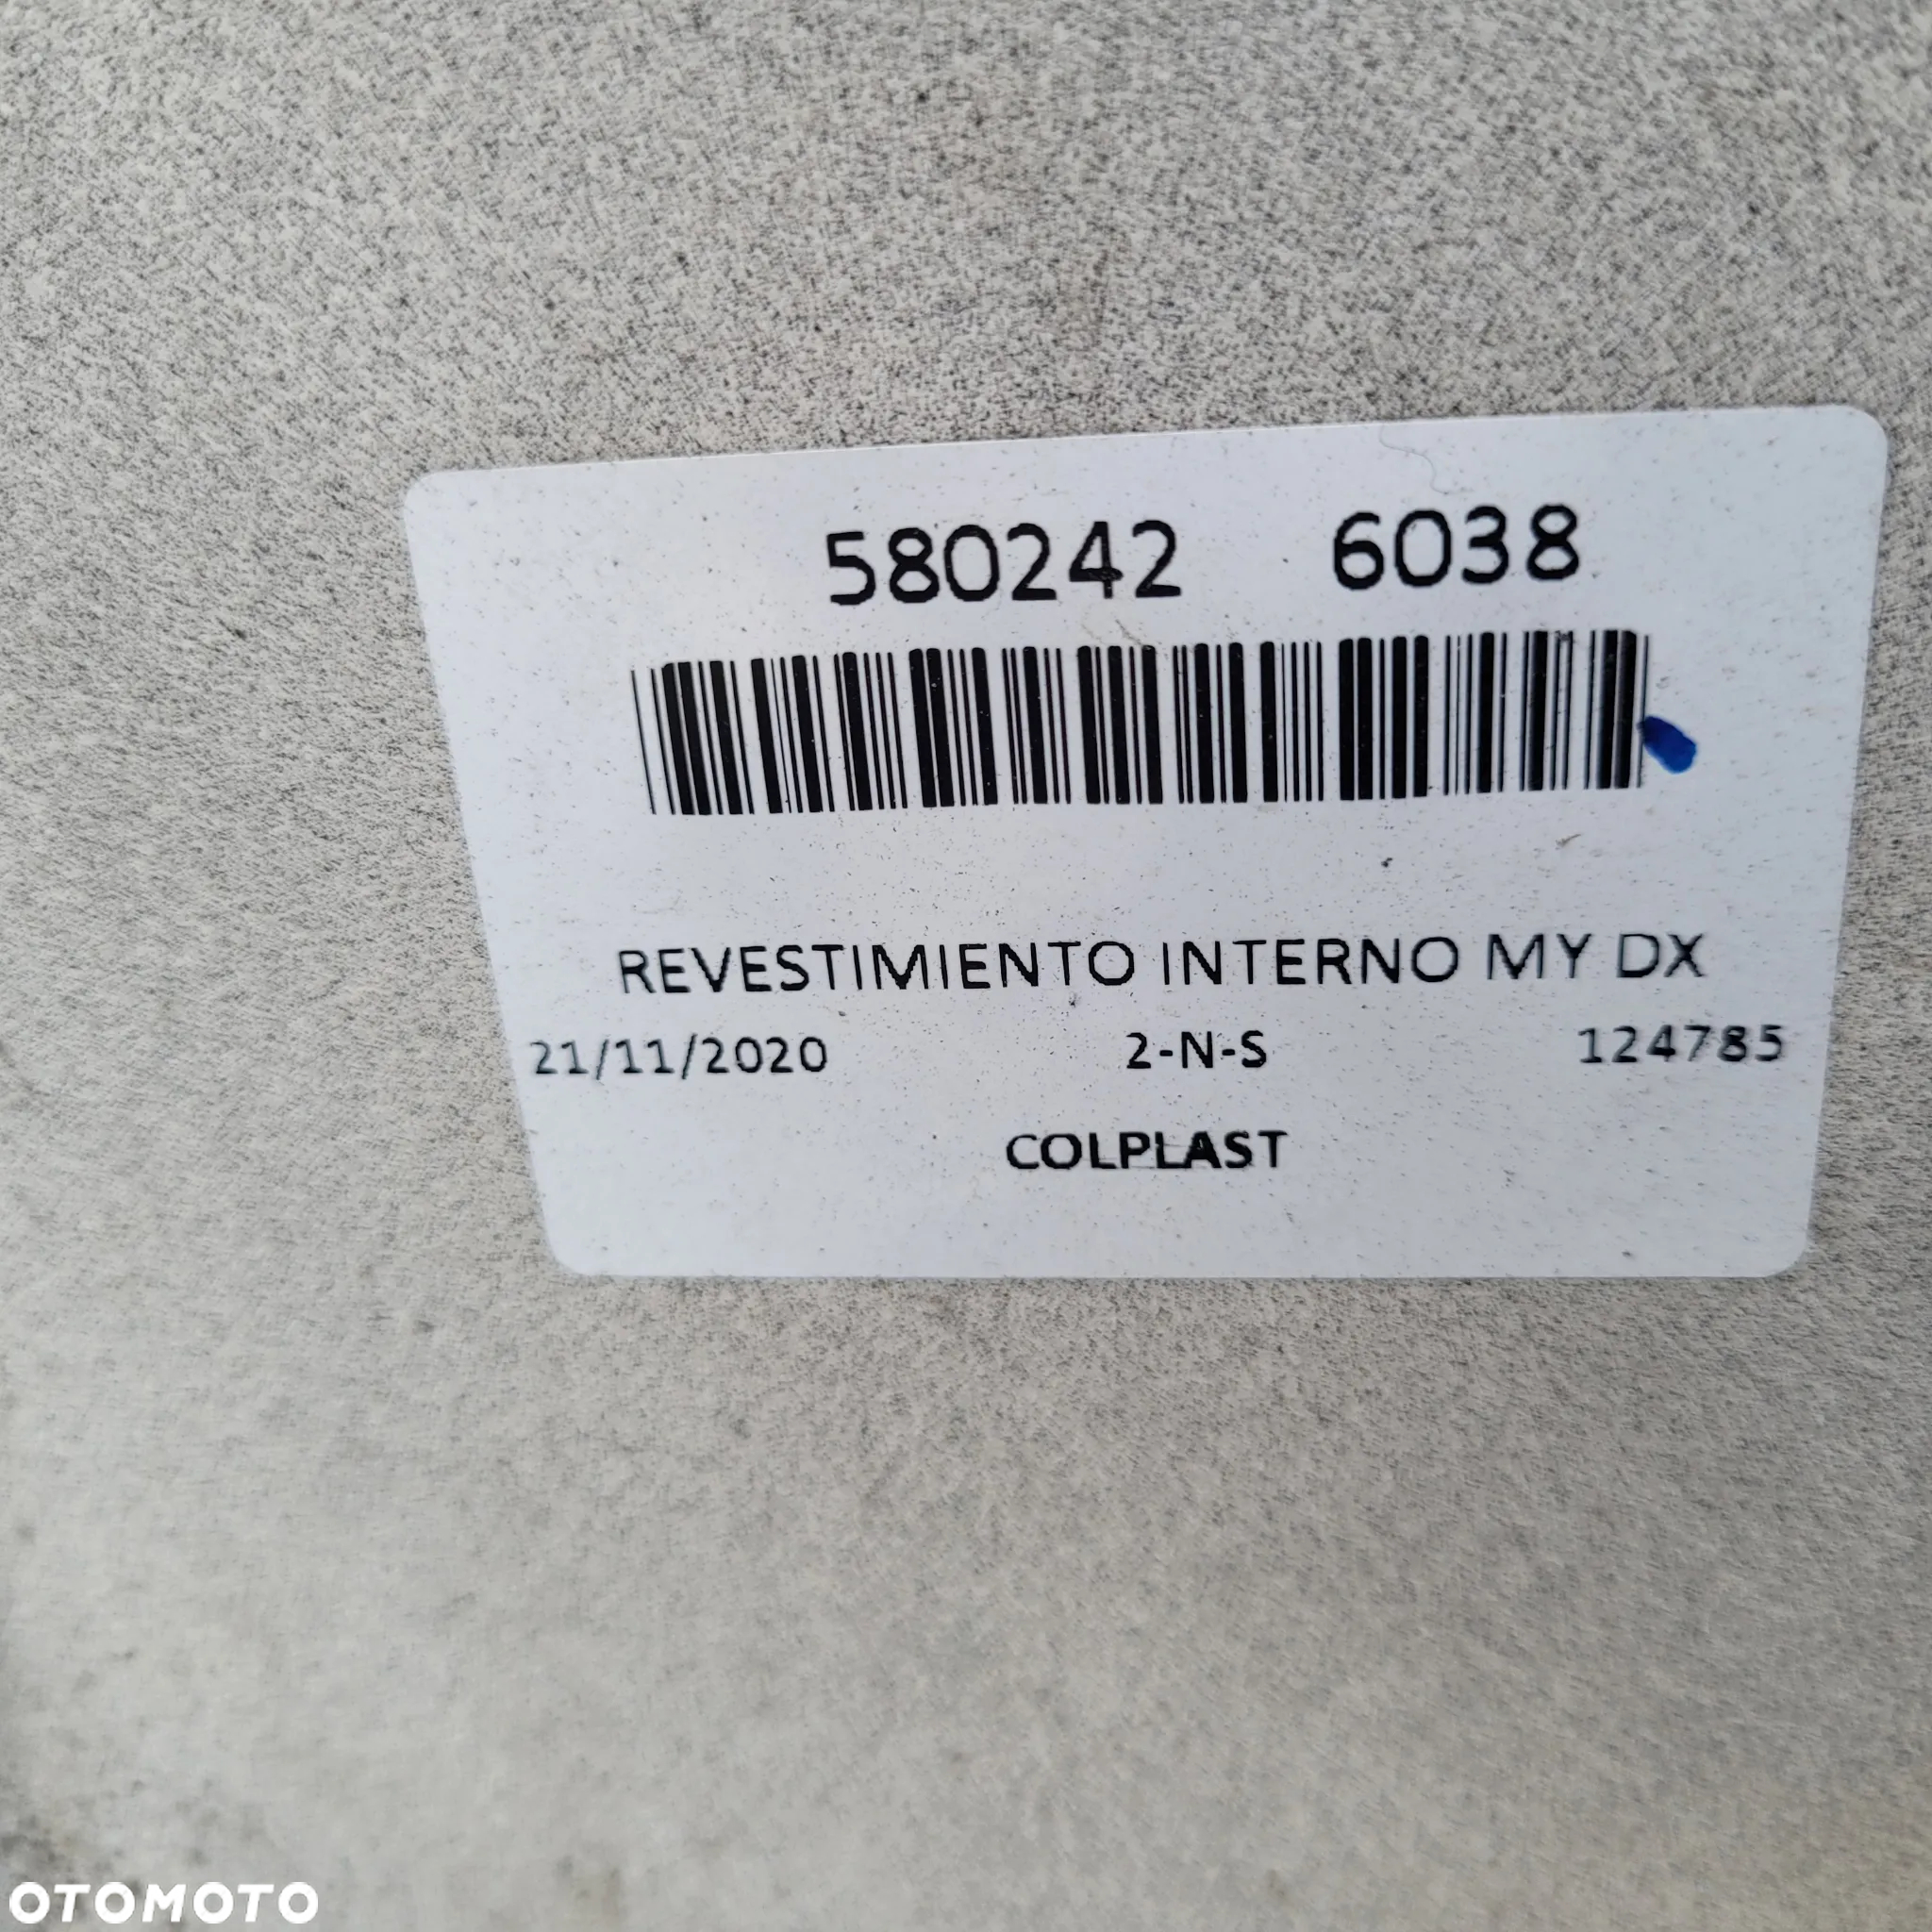 580242 6038
REVESTIMIENTO INTERNO MY DX
21/11/2020 2-N-S 124785
COLPLAST
OTOMOTO